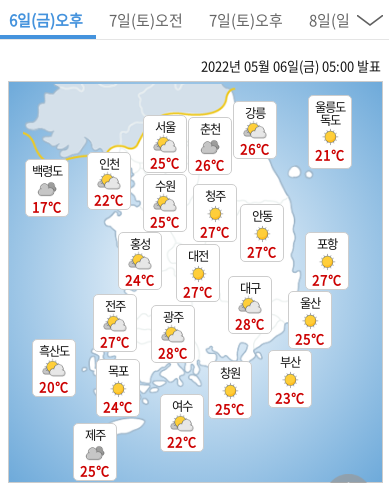 6일(금)오후 7일(토)오전 7일(토)오후 8일(일
2022년 05월 06일(금) 05:00 발표
울릉도
독도
21℃
강릉
26℃
서울
25℃
춘천
26℃
인천
22℃
백령도
17℃
수원
25℃
청주
27℃
안동
27℃
홍성
24℃
대전
27℃
포항
27℃
대구
28℃
울산
25℃
전주
27℃
광주
28℃
흑산도
20℃
목포
24℃
창원
25℃
부산
23℃
여수
22℃
제주
25℃